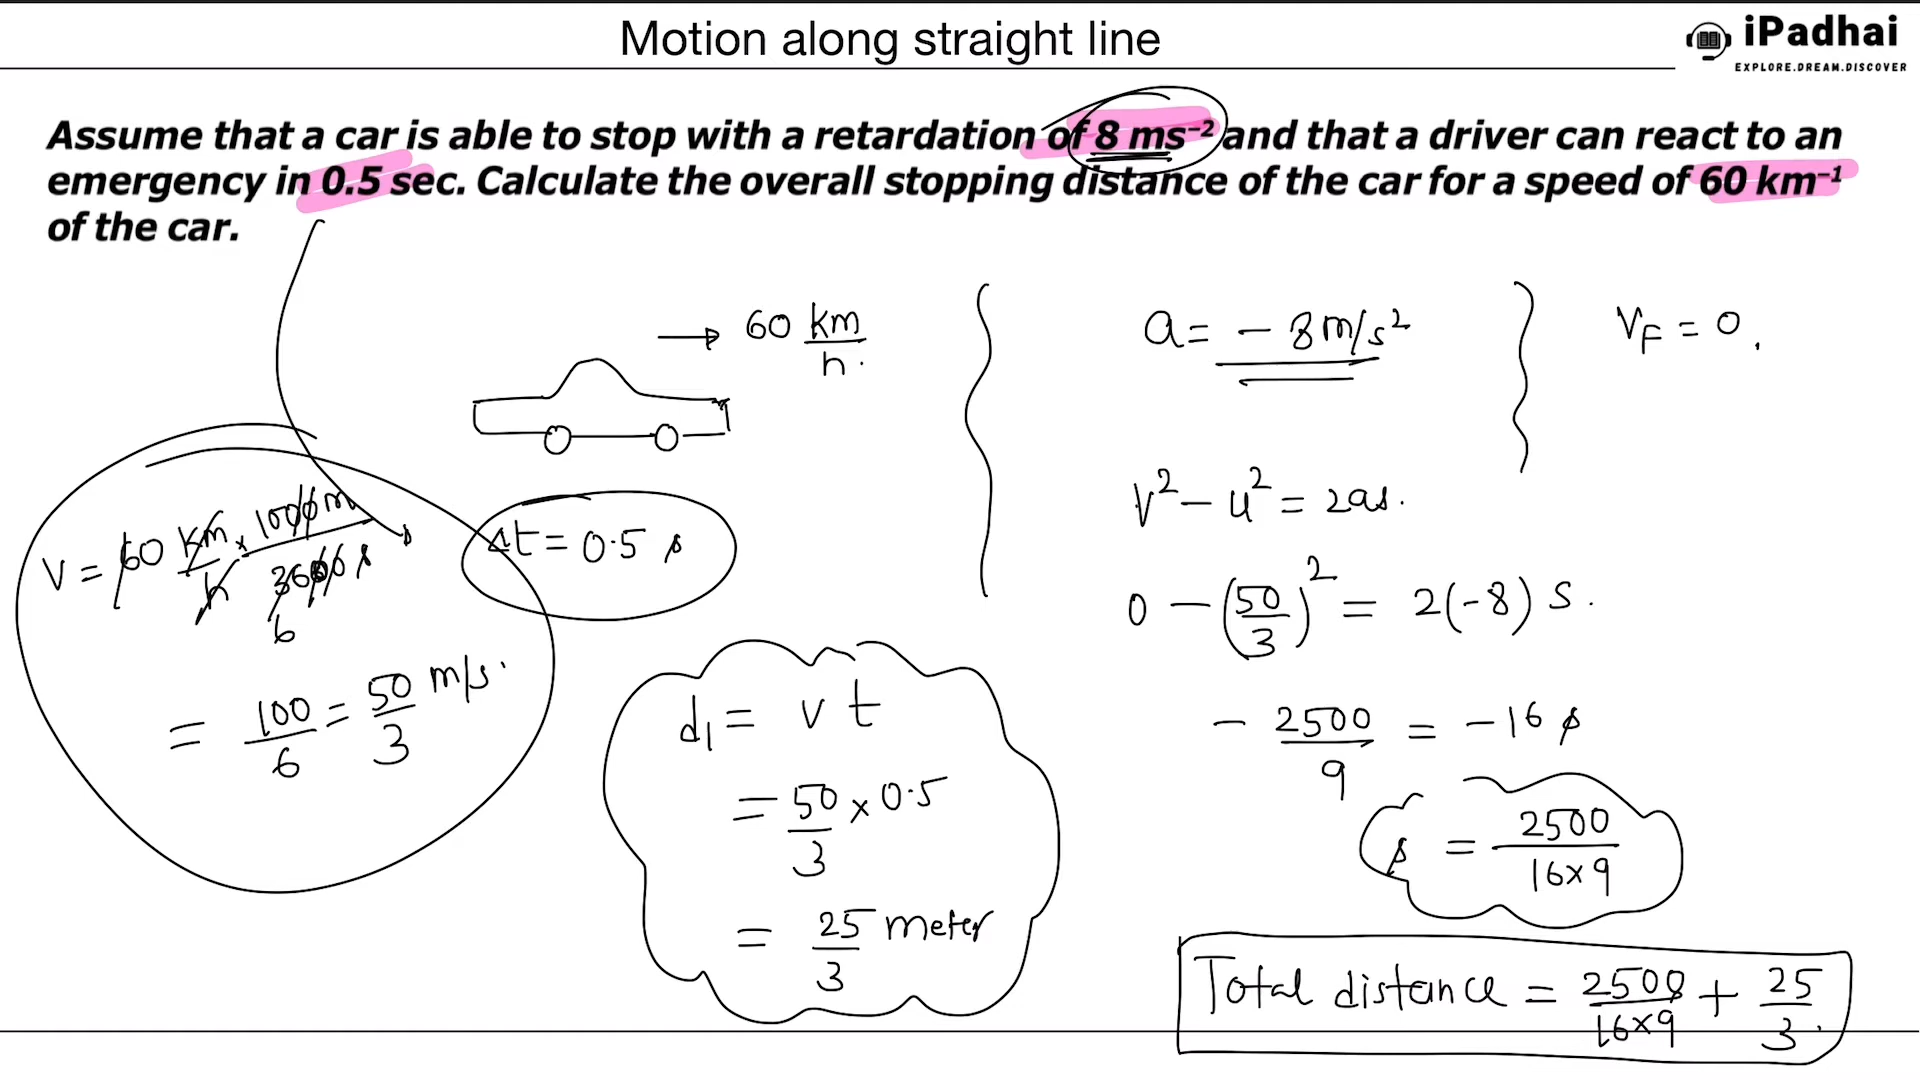 Motion along straight line
iPadhai
EXPLORE.DREAM.DISCOVER
Assume that a car is able to stop with a retardation of 8 ms⁻² and that a driver can react to an
emergency in 0.5 sec. Calculate the overall stopping distance of the car for a speed of 60 km⁻¹
of the car.
→ 60 km/h.
a = - 8 m/s²
V_F = 0.
V = 60 km/h × 1000 m/3600 s
6
= 100/6 = 50/3 m/s.
Δt = 0.5 s
d₁ = v t
= 50/3 × 0.5
= 25/3 meter
V² - u² = 2as.
0 - (50/3)² = 2(-8) s.
- 2500/9 = -16 s
s = 2500/16×9
Total distance = 2500/16×9 + 25/3.